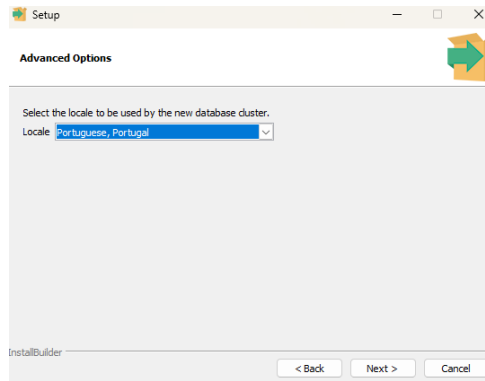 Setup
Advanced Options
Select the locale to be used by the new database cluster.
Locale Portuguese, Portugal
InstallBuilder
< Back Next > Cancel